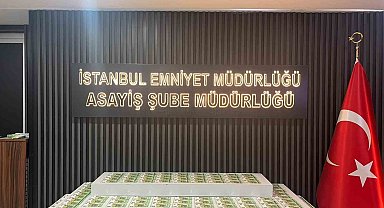 İSTANBUL EMNİYET MÜDÜRLÜĞÜ
ASAYİŞ ŞUBE MÜDÜRLÜĞÜ